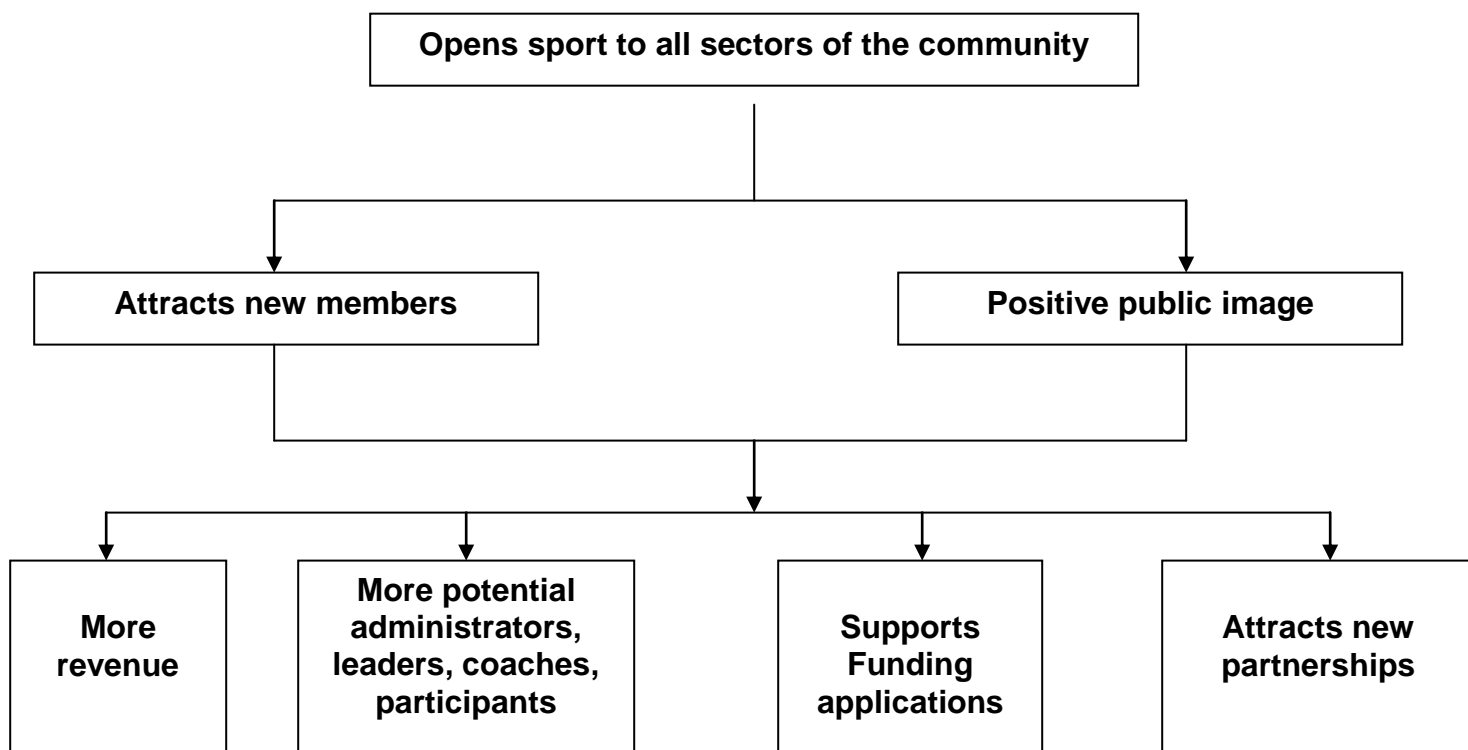 Opens sport to all sectors of the community
Attracts new members
Positive public image
More
revenue
More potential
administrators,
leaders, coaches,
participants
Supports
Funding
applications
Attracts new
partnerships